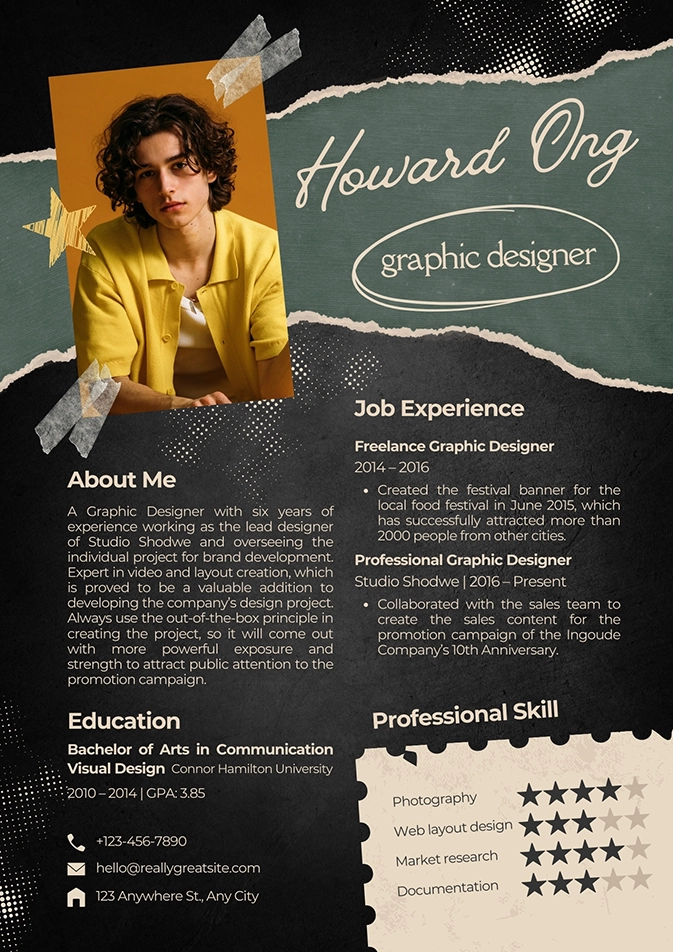 Howard Ong
graphic designer
About Me
A Graphic Designer with six years of
experience working as the lead designer
of Studio Shodwe and overseeing the
individual project for brand development.
Expert in video and layout creation, which
is proved to be a valuable addition to
developing the company's design project.
Always use the out-of-the-box principle in
creating the project, so it will come out
with more powerful exposure and
strength to attract public attention to the
promotion campaign.
Education
Bachelor of Arts in Communication
Visual Design Connor Hamilton University
2010 – 2014 | GPA: 3.85
+123-456-7890
hello@reallygreatsite.com
123 Anywhere St., Any City
Job Experience
Freelance Graphic Designer
2014 – 2016
• Created the festival banner for the
local food festival in June 2015, which
has successfully attracted more than
2000 people from other cities.
Professional Graphic Designer
Studio Shodwe | 2016 – Present
• Collaborated with the sales team to
create the sales content for the
promotion campaign of the Ingoude
Company's 10th Anniversary.
Professional Skill
Photography
Web layout design
Market research
Documentation